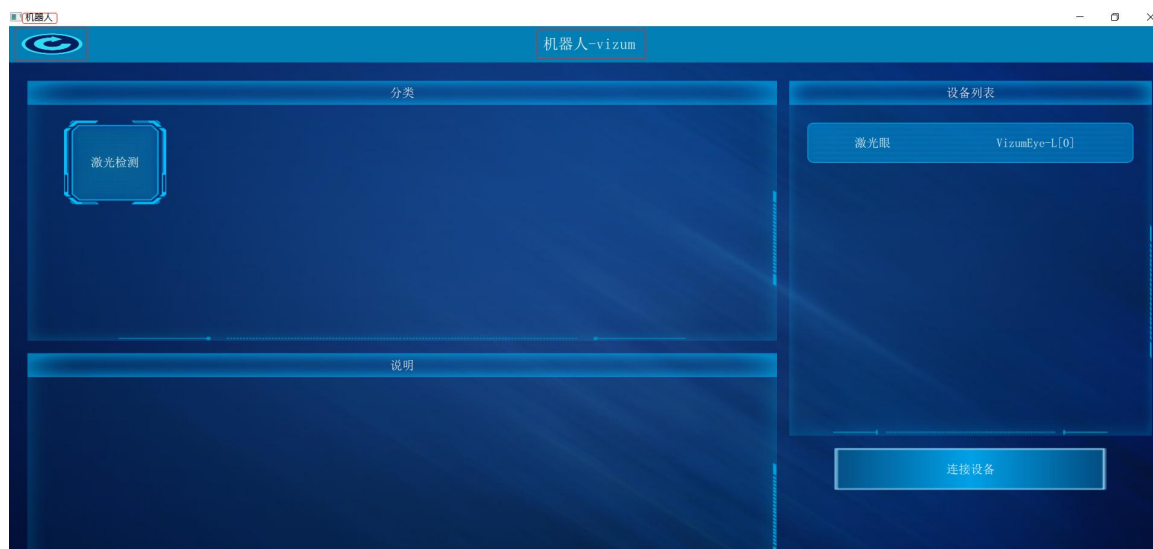 机器人
机器人-vizum
分类
激光检测
说明
设备列表
激光眼 VizumEye-L[0]
连接设备